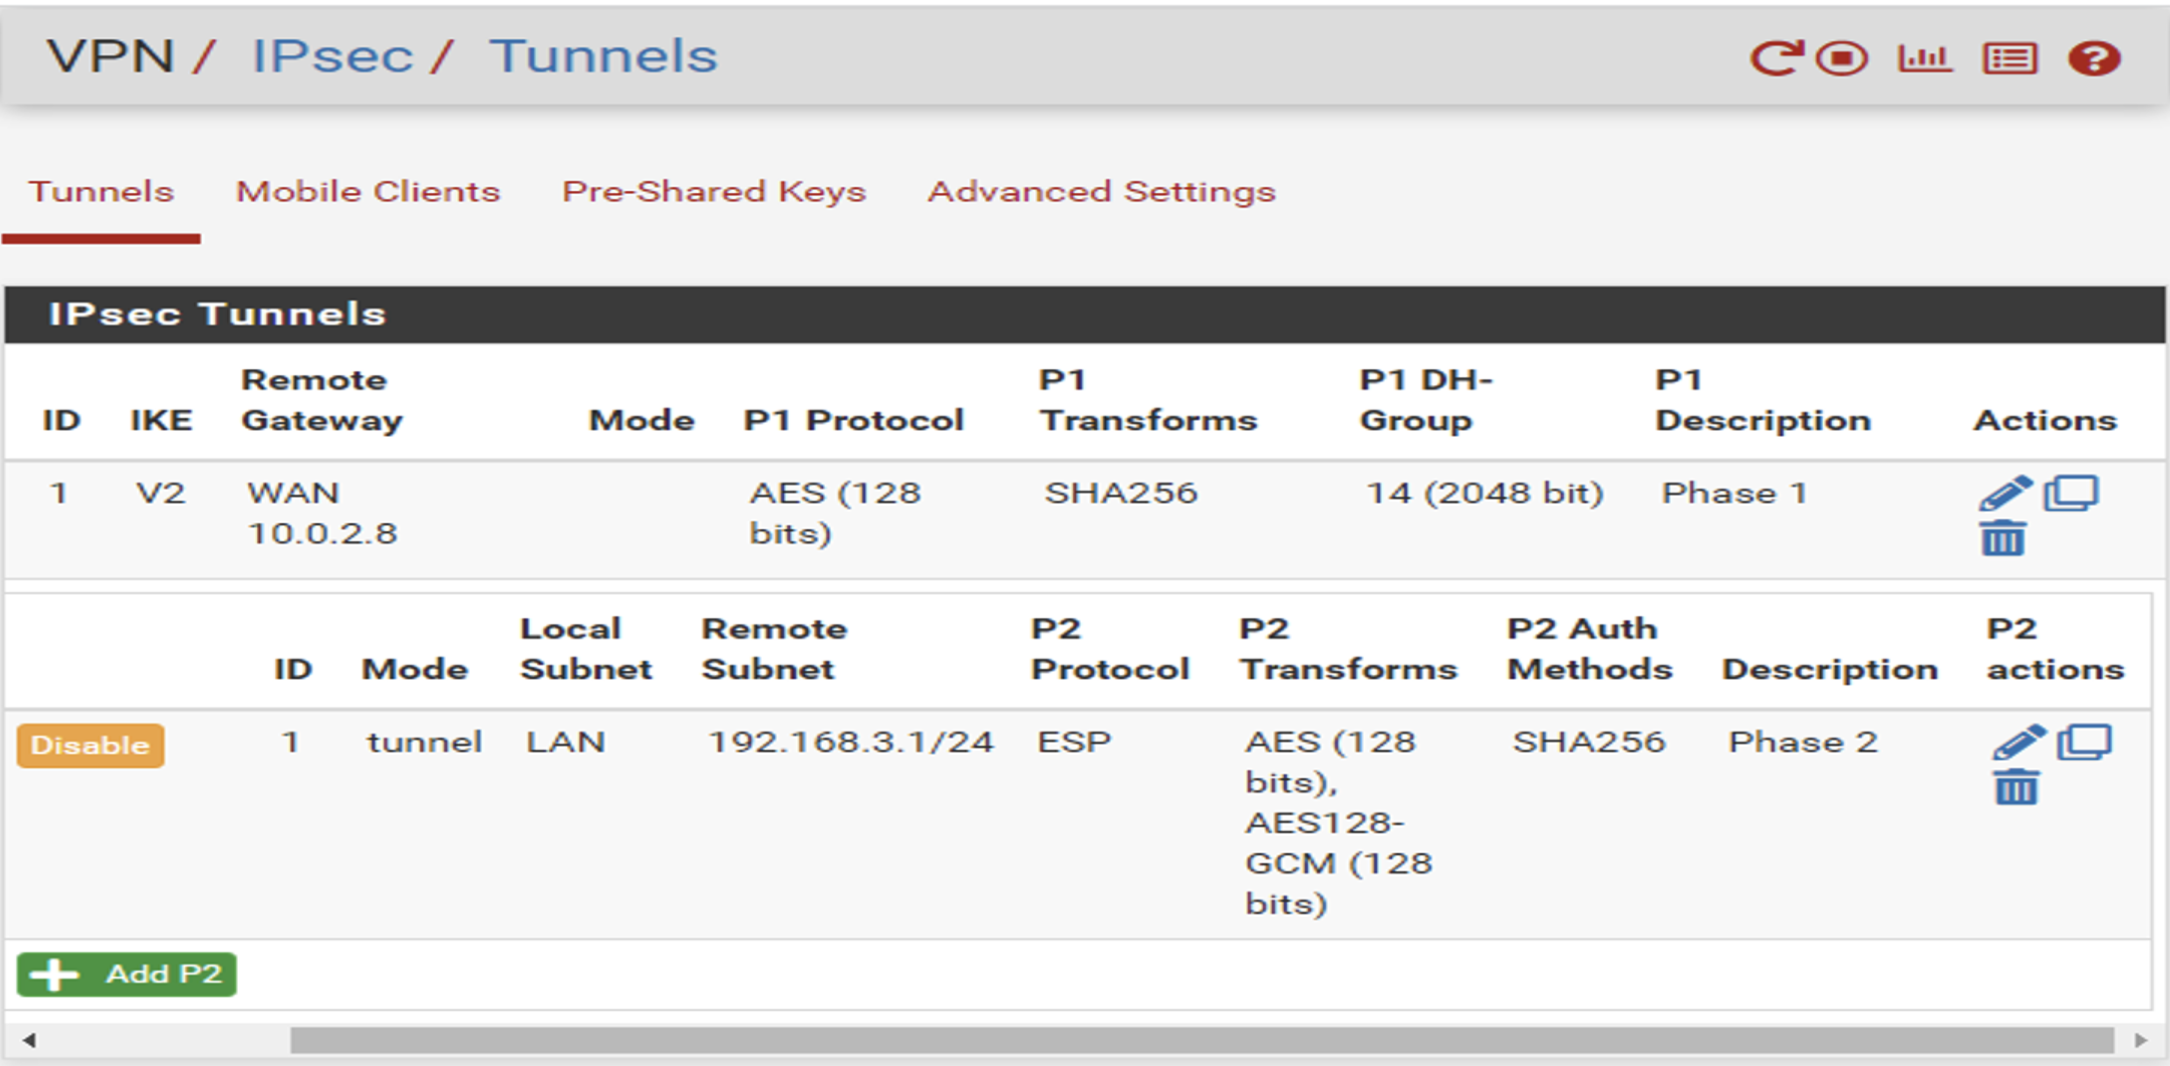 VPN / IPsec / Tunnels
Tunnels Mobile Clients Pre-Shared Keys Advanced Settings
IPsec Tunnels
ID IKE Remote Gateway Mode P1 Protocol P1 Transforms P1 DH-Group P1 Description Actions
1 V2 WAN 10.0.2.8 AES (128 bits) SHA256 14 (2048 bit) Phase 1
ID Mode Local Subnet Remote Subnet P2 Protocol P2 Transforms P2 Auth Methods Description P2 actions
Disable 1 tunnel LAN 192.168.3.1/24 ESP AES (128 bits), AES128-GCM (128 bits) SHA256 Phase 2
Add P2